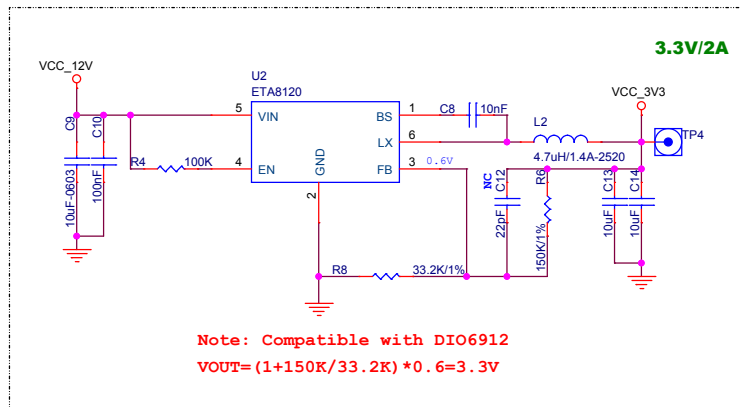 3.3V/2A
VCC_12V
U2
ETA8120
VCC_3V3
5
VIN
BS
1
C8
10nF
L2
C9
C10
LX
6
TP4
R4
100K
4
EN
GND
FB
3
0.6V
4.7uH/1.4A-2520
10uF-0603
100nF
2
NC
C12
22pF
R6
150K/1%
C13
10uF
C14
10uF
R8
33.2K/1%
Note: Compatible with DIO6912
VOUT=(1+150K/33.2K)*0.6=3.3V